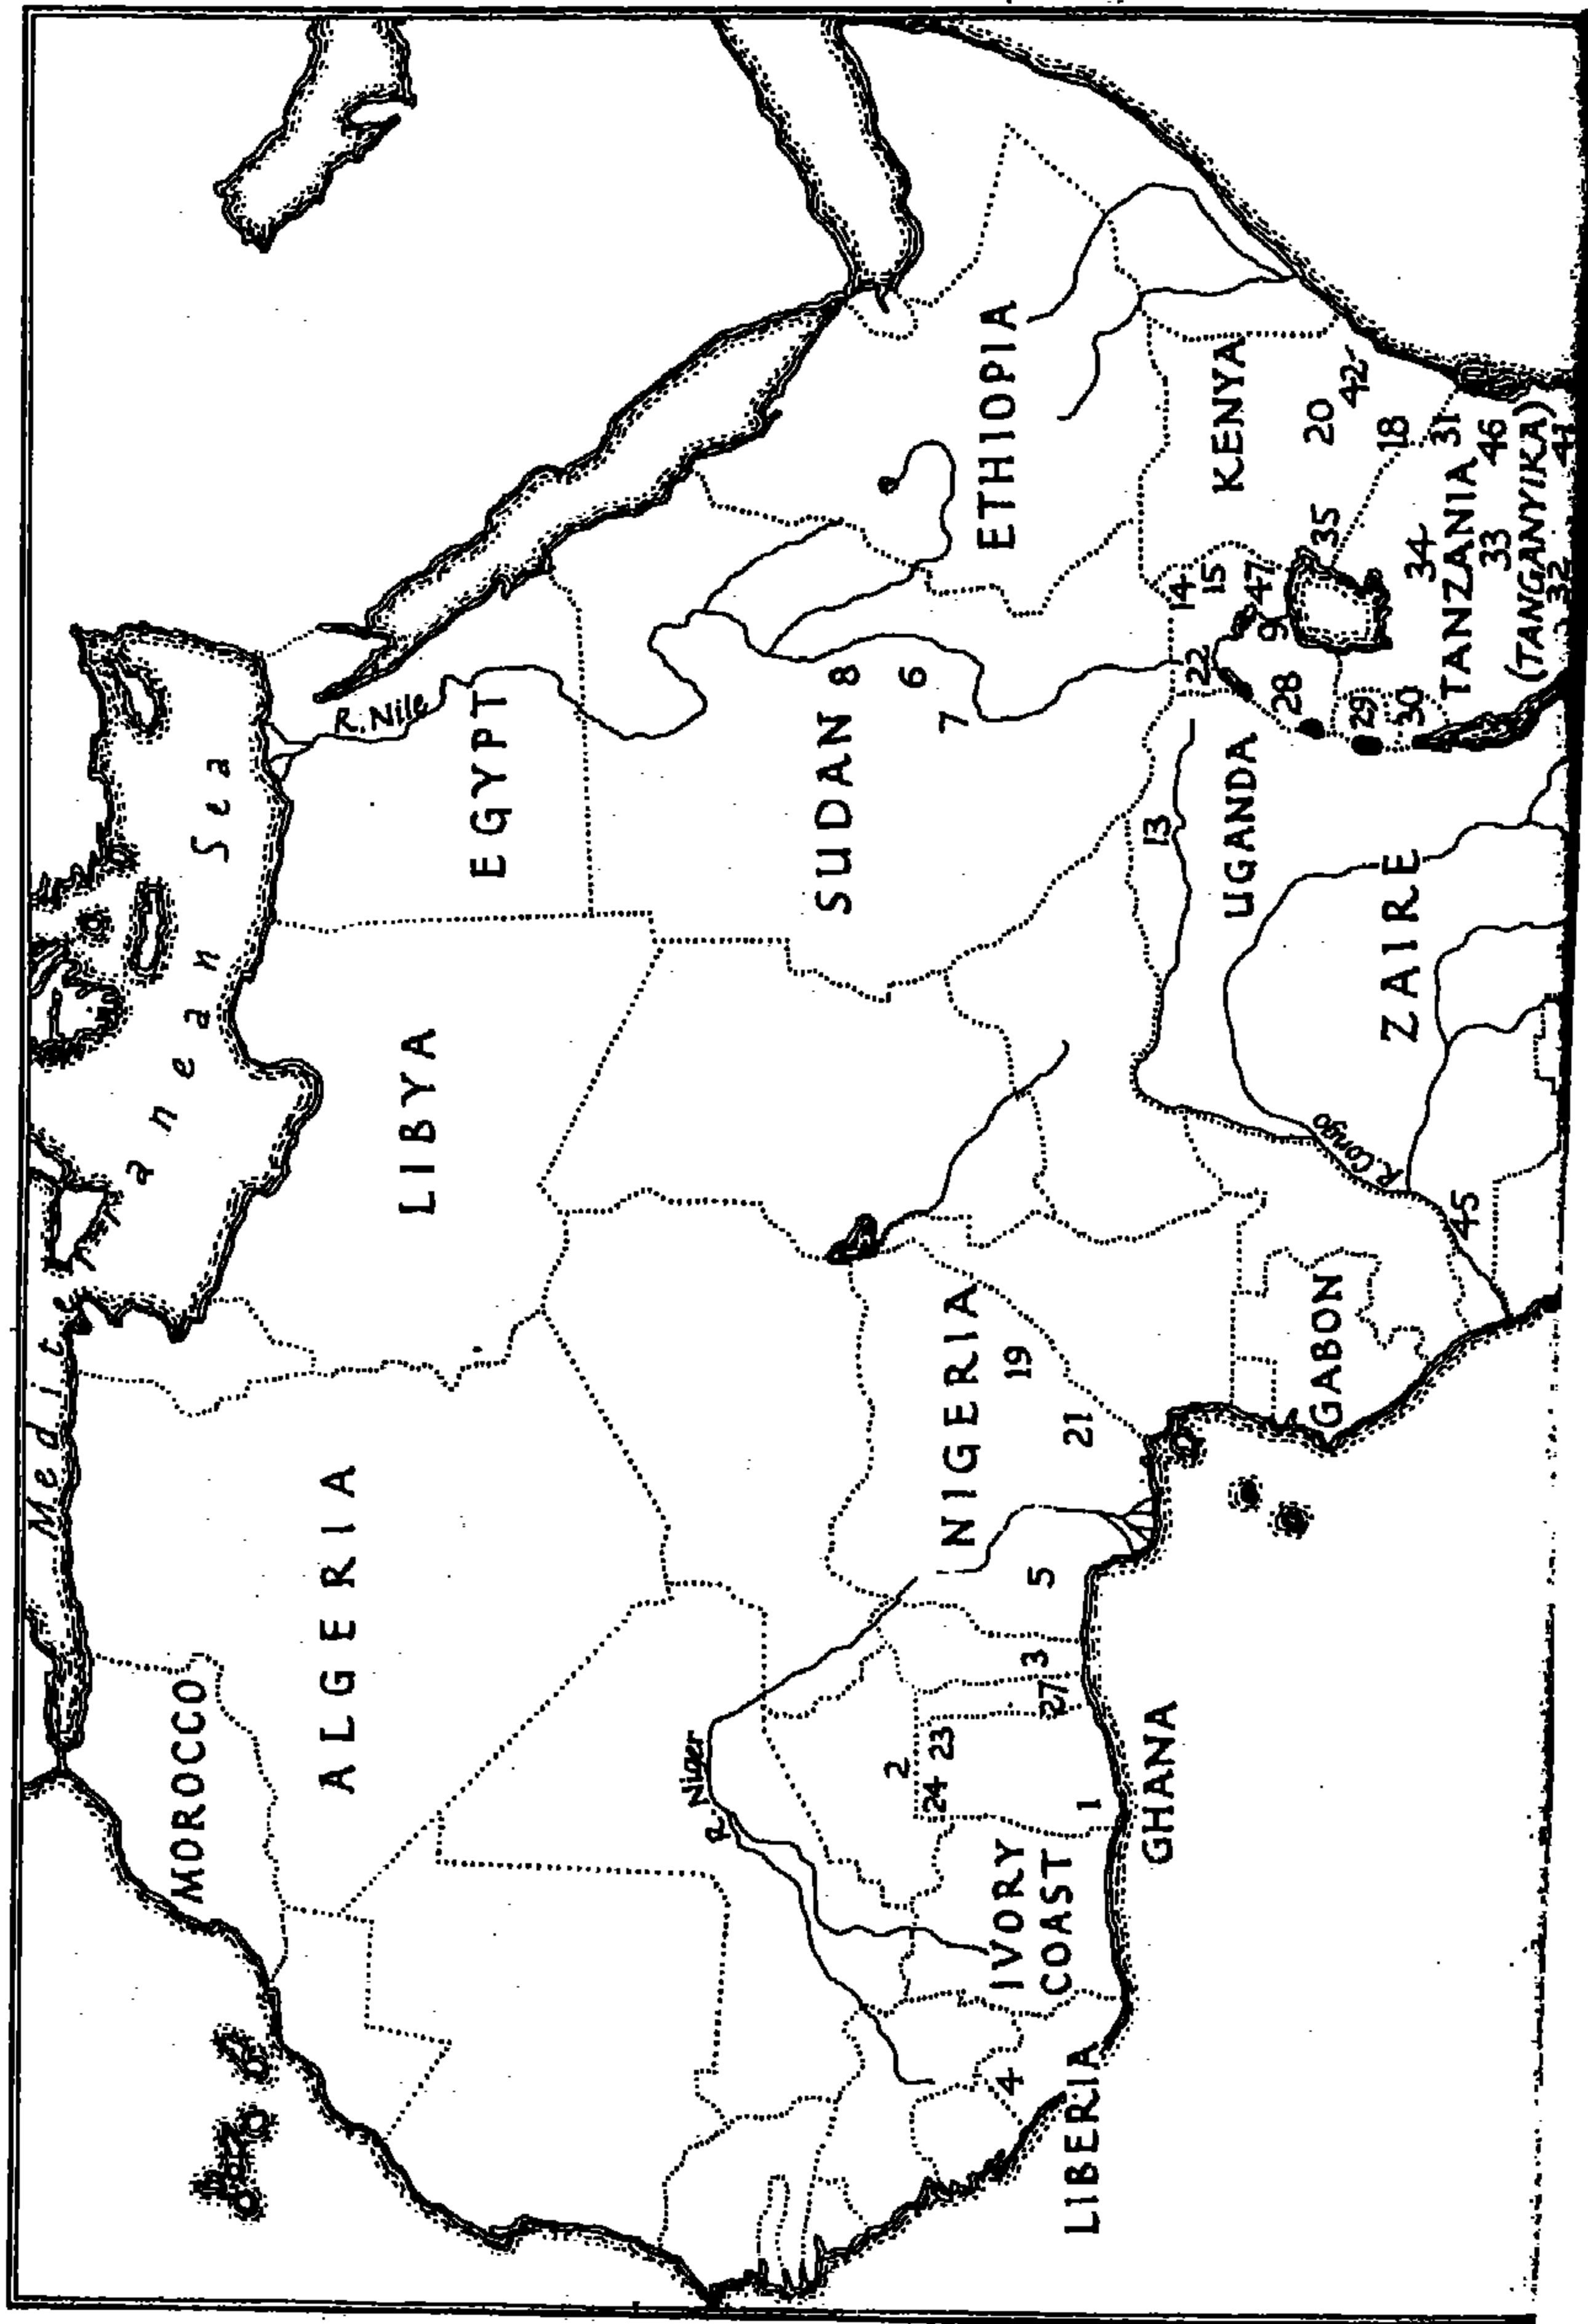 Medit
anean Sea
MOROCCO
ALGERIA
R. Nile
LIBYA
EGYPT
R. Niger
SUDAN 8
2
6
24 23
7
NIGERIA
ETHIOPIA
IVORY
COAST
4
19
3
5
27
21
LIBERIA
1
13
GHANA
14
22
15
KENYA
UGANDA
47
9
28
20
35
GABON
42
R. Congo
29
18
ZAIRE
30
34
31
TANZANIA
45
46
33
(TANGANYIKA)
32